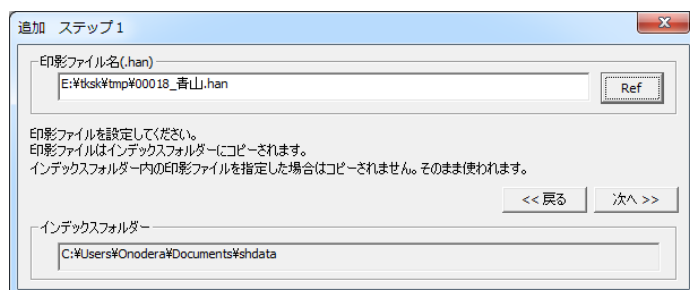 追加 ステップ1
印影ファイル名(.han)
E:¥tksk¥tmp¥00018_青山.han
Ref
印影ファイルを設定してください。
印影ファイルはインデックスフォルダーにコピーされます。
インデックスフォルダー内の印影ファイルを指定した場合はコピーされません。そのまま使われます。
<< 戻る
次へ >>
インデックスフォルダー
C:¥Users¥Onodera¥Documents¥shdata